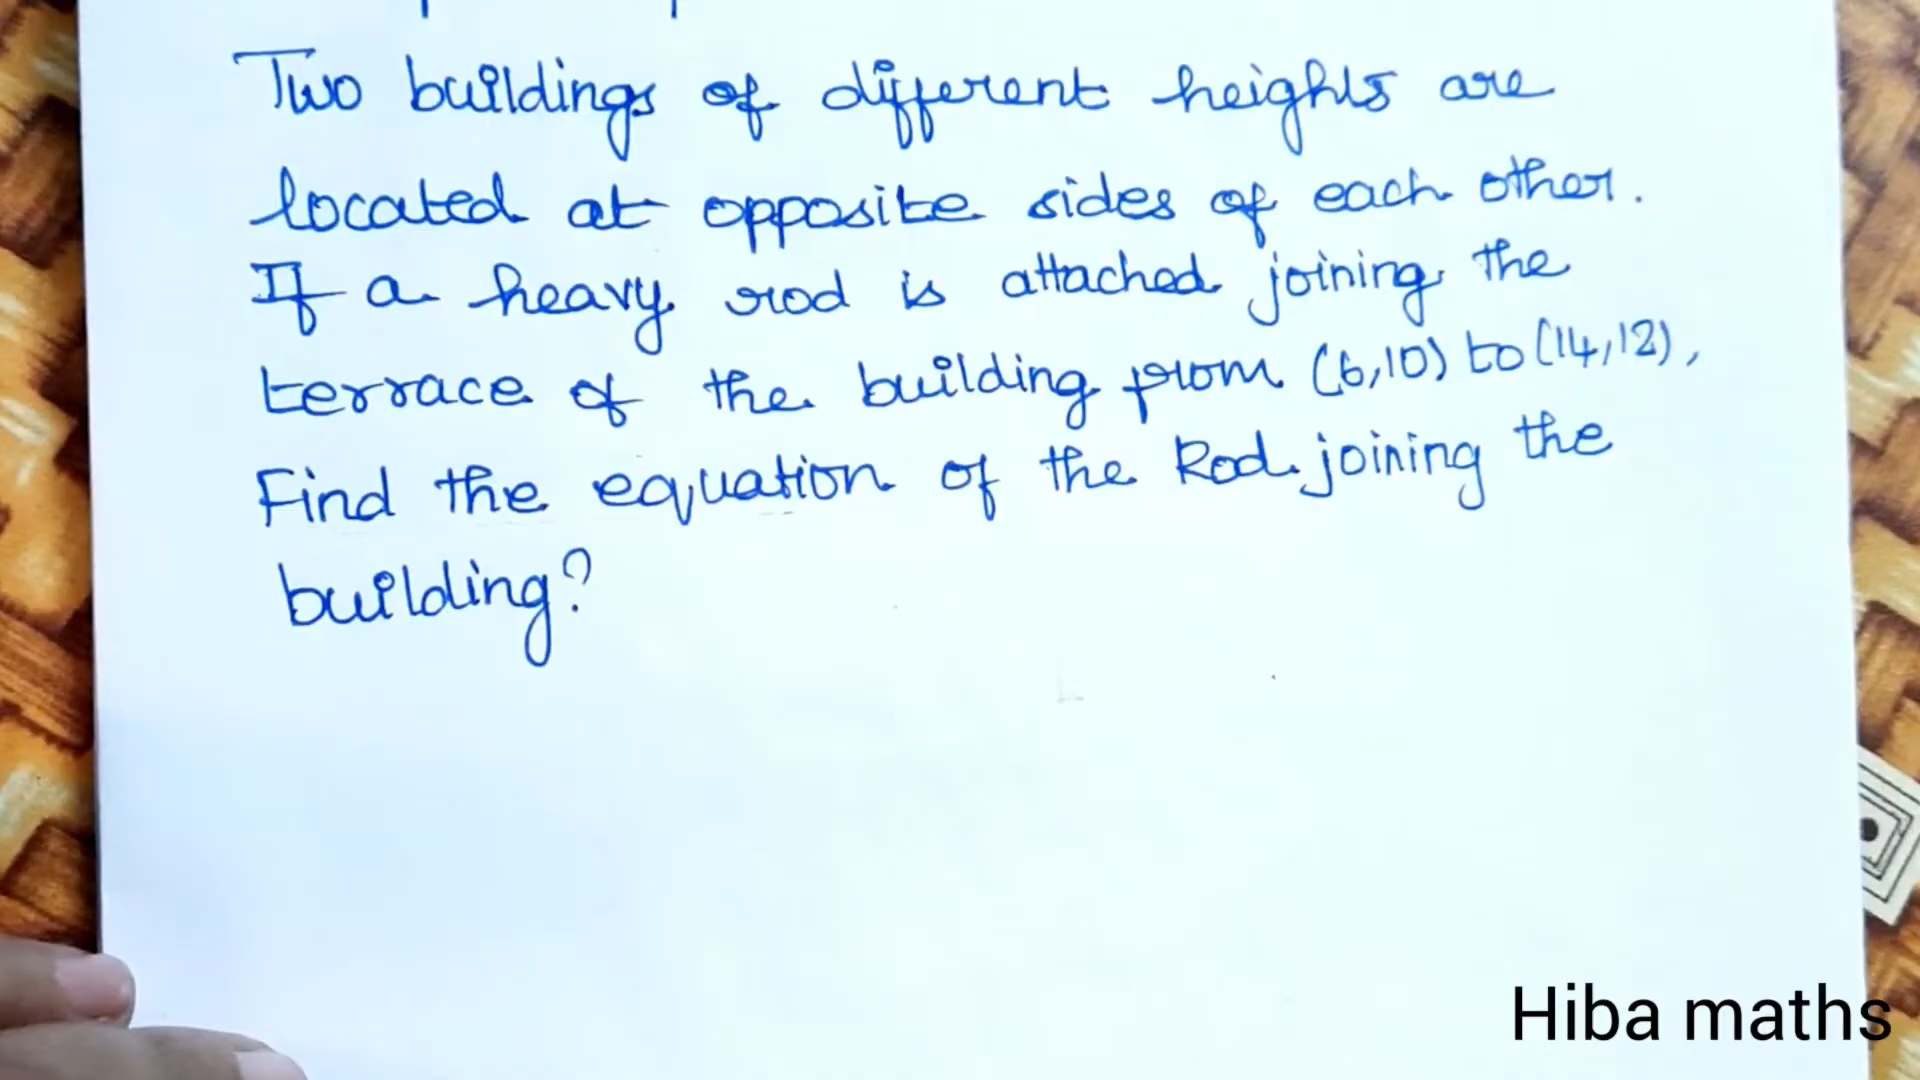 Two buildings of different heights are
located at opposite sides of each other.
If a heavy rod is attached joining the
terrace of the building from (6,10) to (14,12),
Find the equation of the Rod joining the
building?
Hiba maths